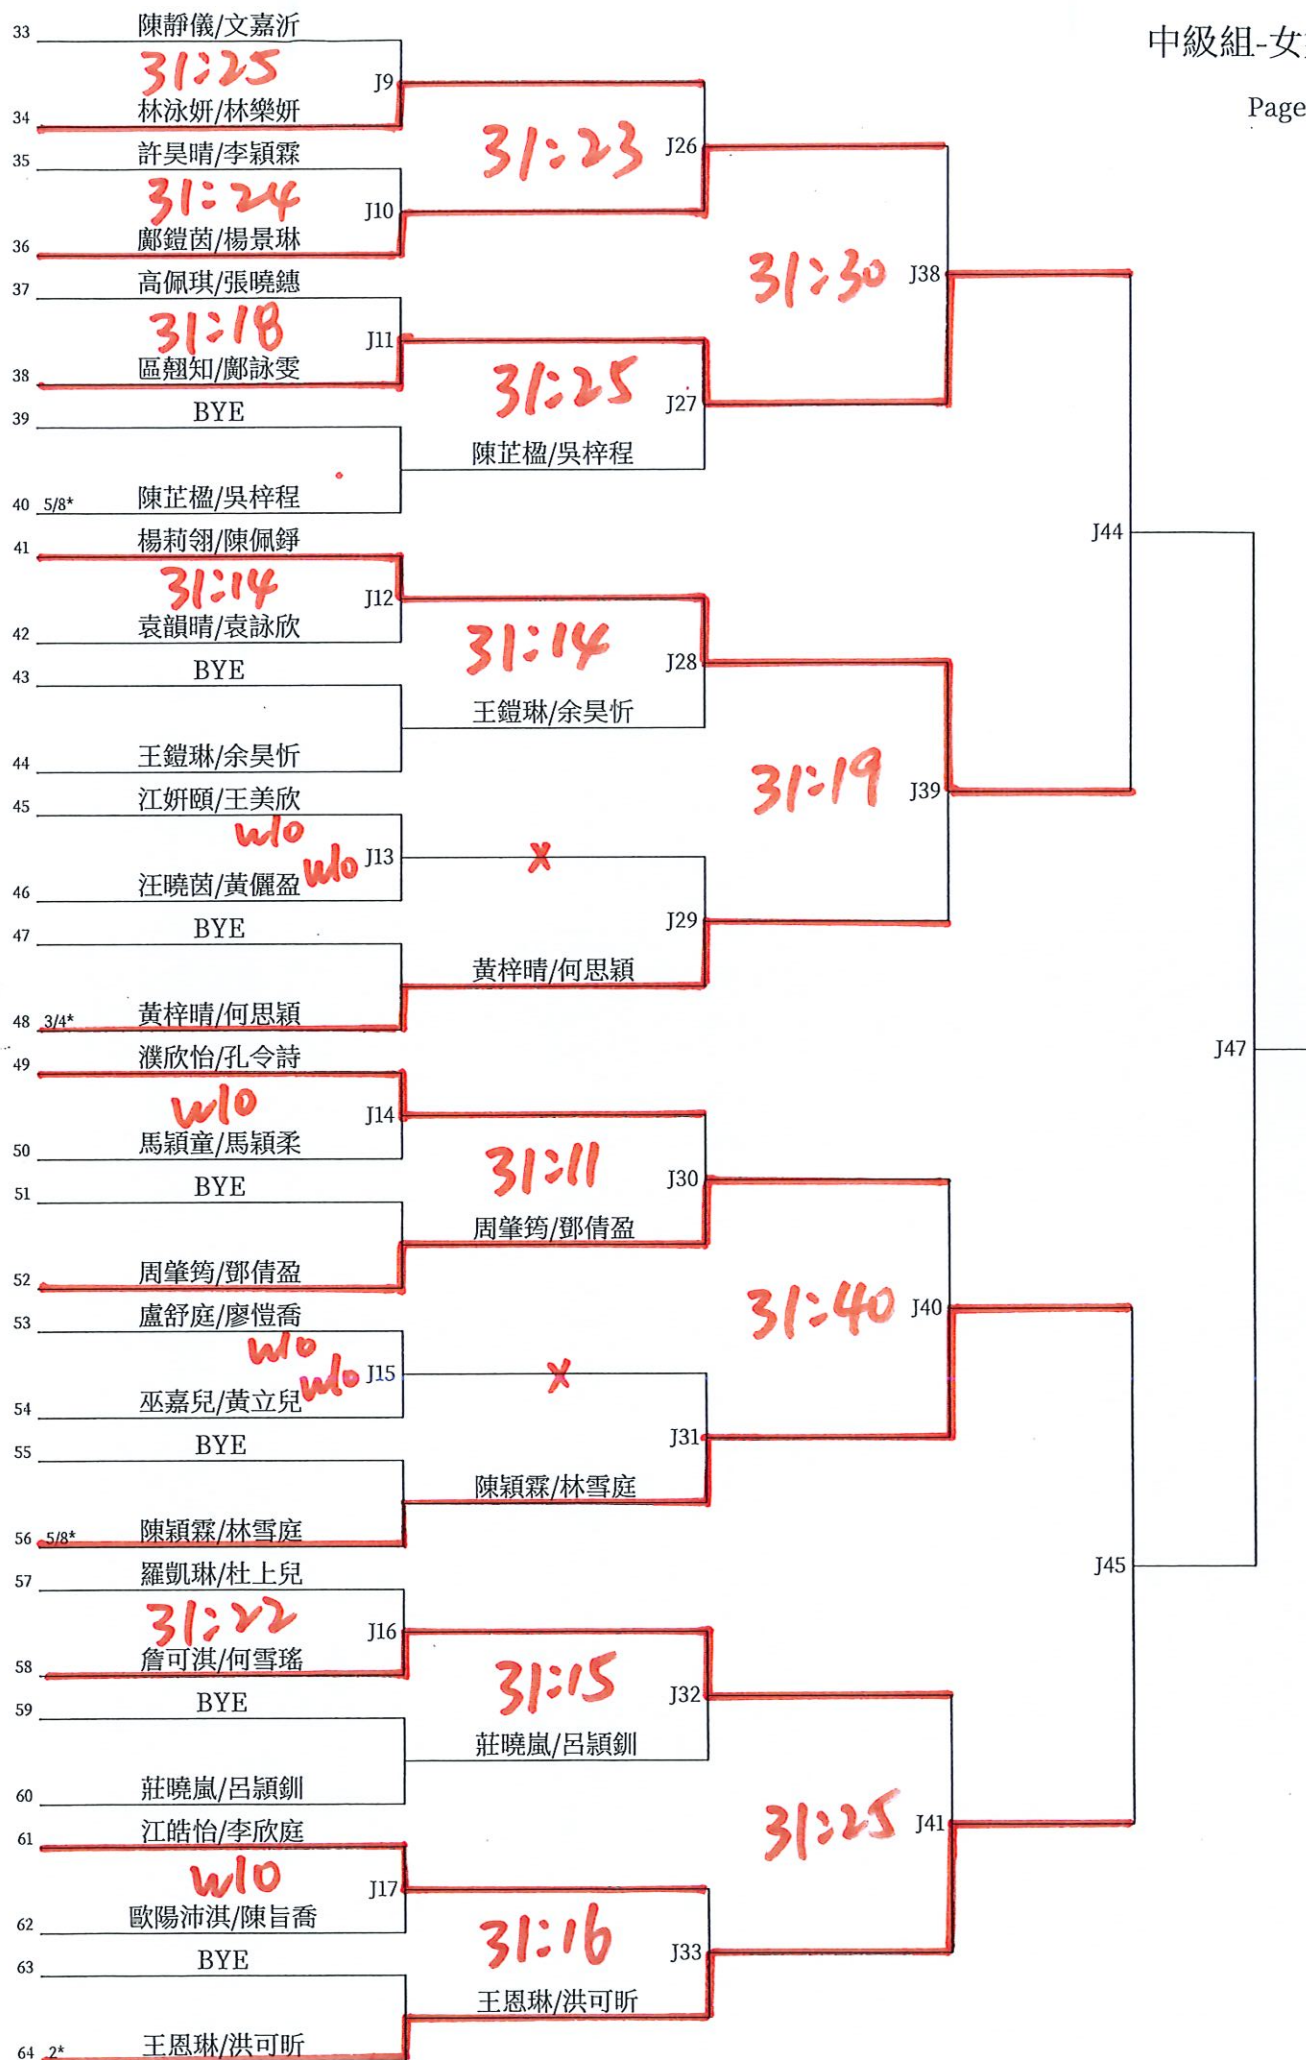 中級組-女
Page
33 陳靜儀/文嘉沂
31:25
J9
34 林泳妍/林樂妍
31:23
J26
35 許昊晴/李穎霖
31:24
J10
36 鄺鎧茵/楊景琳
31:30
J38
37 高佩琪/張曉鏸
31:18
J11
38 區翹知/鄺詠雯
31:25
J27
39 BYE
陳芷楹/吳梓程
40 5/8* 陳芷楹/吳梓程
J44
41 楊莉翎/陳佩錚
31:14
J12
42 袁韻晴/袁詠欣
31:14
J28
43 BYE
王鎧琳/余昊忻
44 王鎧琳/余昊忻
31:19
J39
45 江妍頤/王美欣
w/o
w/o
J13
X
46 汪曉茵/黃儷盈
J29
47 BYE
黃梓晴/何思穎
48 3/4* 黃梓晴/何思穎
J47
49 濮欣怡/孔令詩
w/o
J14
50 馬穎童/馬穎柔
31:11
J30
51 BYE
周肇筠/鄧倩盈
52 周肇筠/鄧倩盈
31:40
J40
53 盧舒庭/廖愷喬
w/o
w/o
J15
X
54 巫嘉兒/黃立兒
J31
55 BYE
陳穎霖/林雪庭
56 5/8* 陳穎霖/林雪庭
J45
57 羅凱琳/杜上兒
31:22
J16
58 詹可淇/何雪瑤
31:15
J32
59 BYE
莊曉嵐/呂頴釧
60 莊曉嵐/呂頴釧
31:25
J41
61 江皓怡/李欣庭
w/o
J17
62 歐陽沛淇/陳旨喬
31:16
J33
63 BYE
王恩琳/洪可昕
64 2* 王恩琳/洪可昕